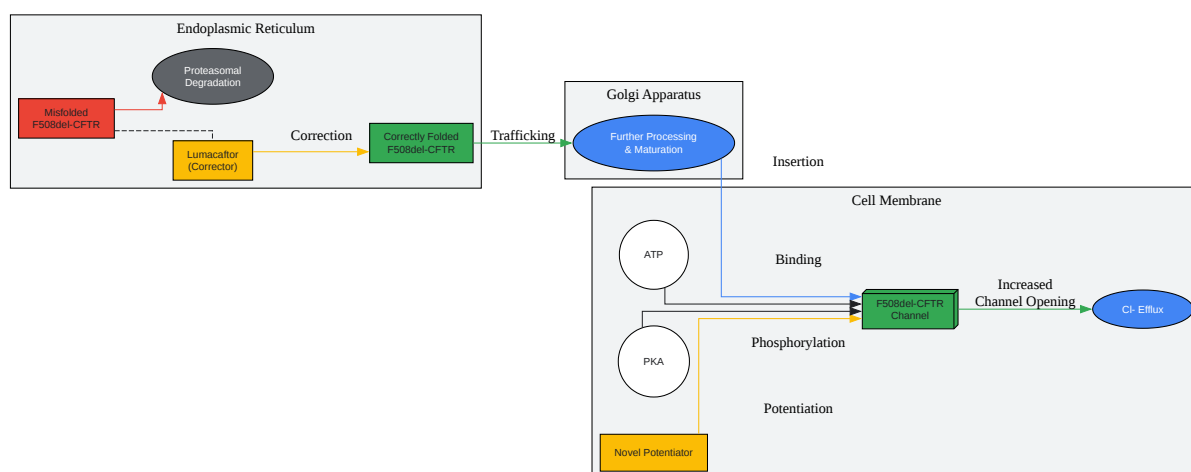 Endoplasmic Reticulum
Proteasomal
Degradation
Misfolded
F508del-CFTR
Lumacaftor
(Corrector)
Correction
Correctly Folded
F508del-CFTR
Trafficking
Golgi Apparatus
Further Processing
& Maturation
Insertion
Cell Membrane
ATP
Binding
F508del-CFTR
Channel
Increased
Channel Opening
Cl- Efflux
Phosphorylation
PKA
Potentiation
Novel Potentiator